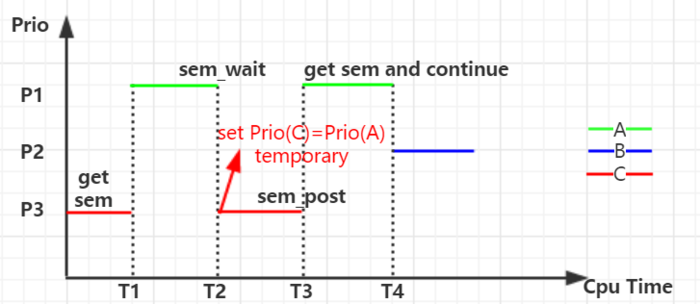 Prio
sem_wait
get sem and continue
P1
A
set Prio(C)=Prio(A)
temporary
P2
B
get
sem
C
P3
sem_post
T1
T2
T3
T4
Cpu Time